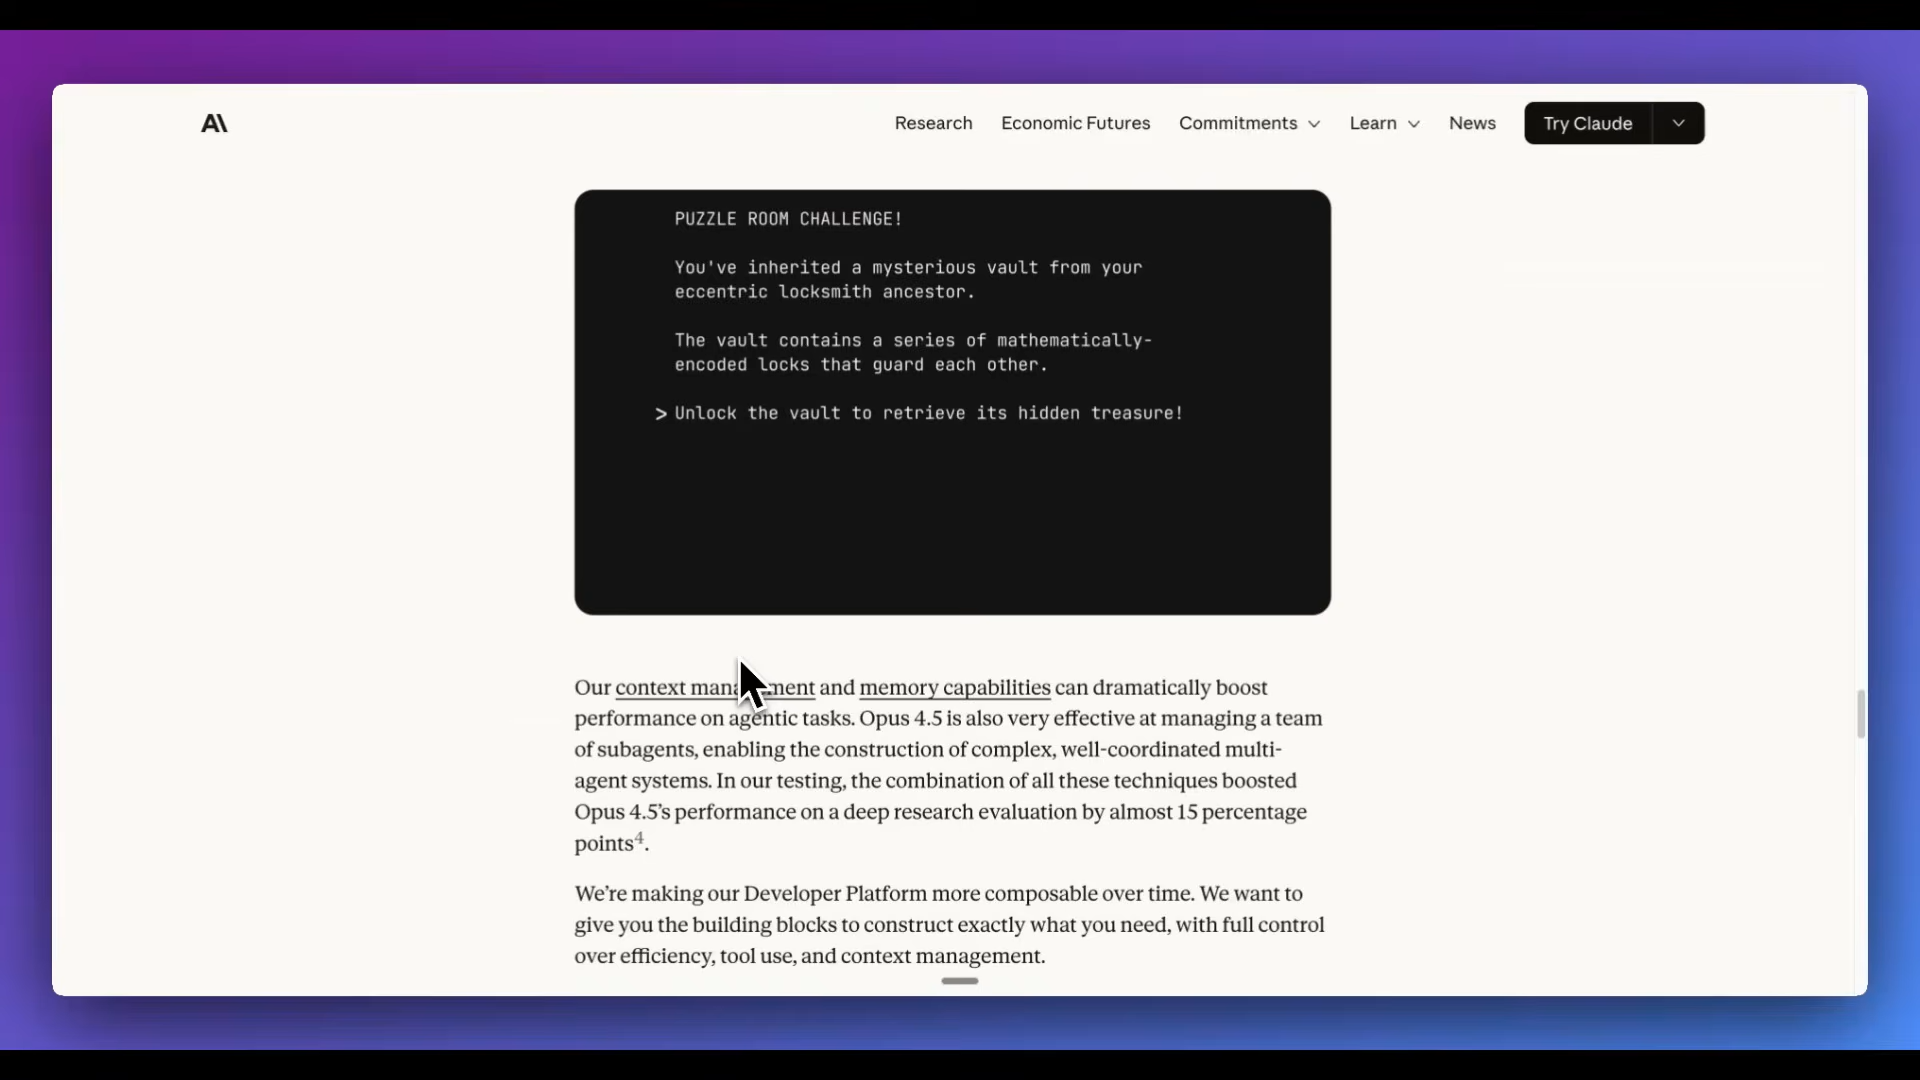 A\
Research
Economic Futures
Commitments
Learn
News
Try Claude
PUZZLE ROOM CHALLENGE!
You've inherited a mysterious vault from your
eccentric locksmith ancestor.
The vault contains a series of mathematically-
encoded locks that guard each other.
> Unlock the vault to retrieve its hidden treasure!
Our context management and memory capabilities can dramatically boost
performance on agentic tasks. Opus 4.5 is also very effective at managing a team
of subagents, enabling the construction of complex, well-coordinated multi-
agent systems. In our testing, the combination of all these techniques boosted
Opus 4.5’s performance on a deep research evaluation by almost 15 percentage
points⁴.
We’re making our Developer Platform more composable over time. We want to
give you the building blocks to construct exactly what you need, with full control
over efficiency, tool use, and context management.